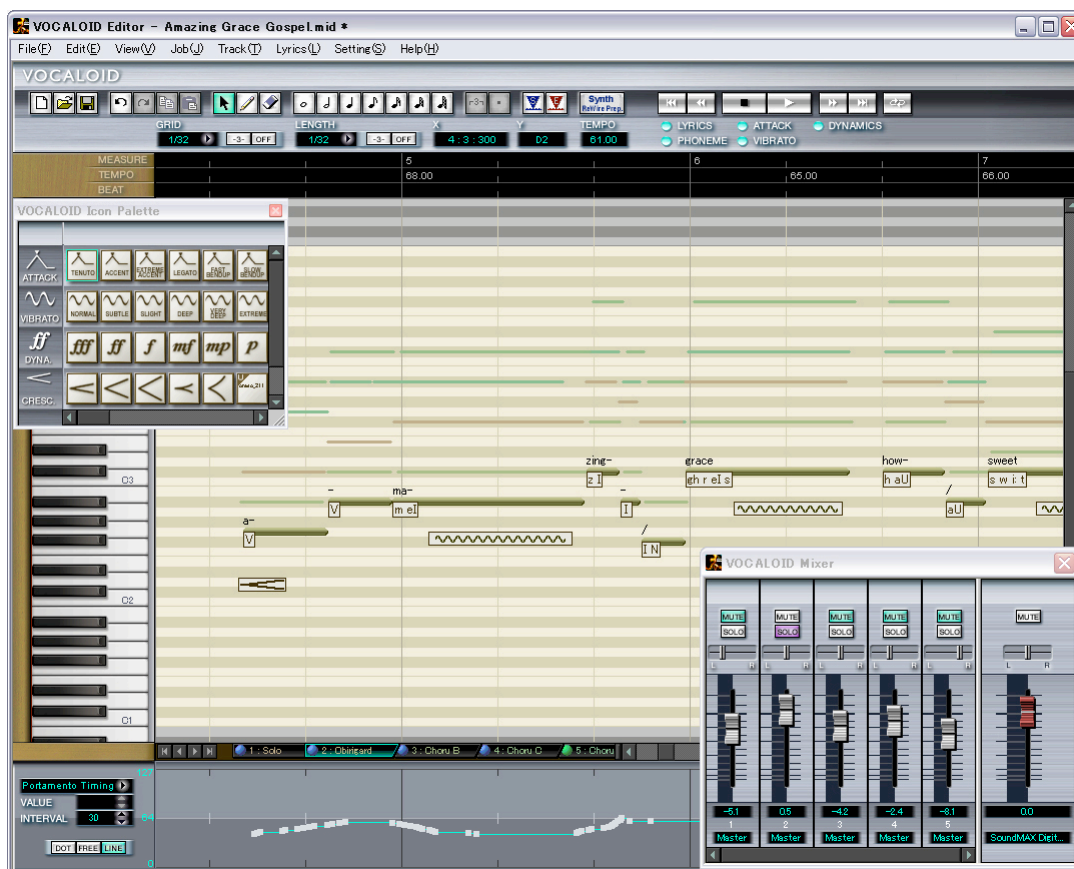 VOCALOID Editor - Amazing Grace Gospel.mid *
File(F) Edit(E) View(V) Job(J) Track(T) Lyrics(L) Setting(S) Help(H)
VOCALOID
r3 Synth
ReWire Prep.
GRID LENGTH X Y TEMPO LYRICS ATTACK DYNAMICS
1/32 -3- OFF 1/32 -3- OFF 4:3:300 D2 61.00 PHONEME VIBRATO
MEASURE 5 6 7
TEMPO 68.00 65.00 66.00
BEAT
VOCALOID Icon Palette
ATTACK TENUTO ACCENT EXTREME ACCENT LEGATO FAST BENDUP SLOW BENDUP
VIBRATO NORMAL SUBTLE SLIGHT DEEP VERY DEEP EXTREME
ff fff ff f mf mp p
DYNA.
CRESC.
zing- grace how- sweet
C3 z I gh r eI s h aU s w i: t
- ma- - /
V m eI I aU
a- /
V I N
C2
C1
1 : Solo 2 : Obirigard 3 : Choru B 4 : Choru C 5 : Choru
127
Portamento Timing
VALUE
INTERVAL 30 64
DOT FREE LINE
0
VOCALOID Mixer
MUTE MUTE MUTE MUTE MUTE MUTE
SOLO SOLO SOLO SOLO SOLO
L R L R L R L R L R L R
-5.1 0.5 -4.2 -2.4 -8.1 0.0
1 2 3 4 5
Master Master Master Master Master SoundMAX Digit...